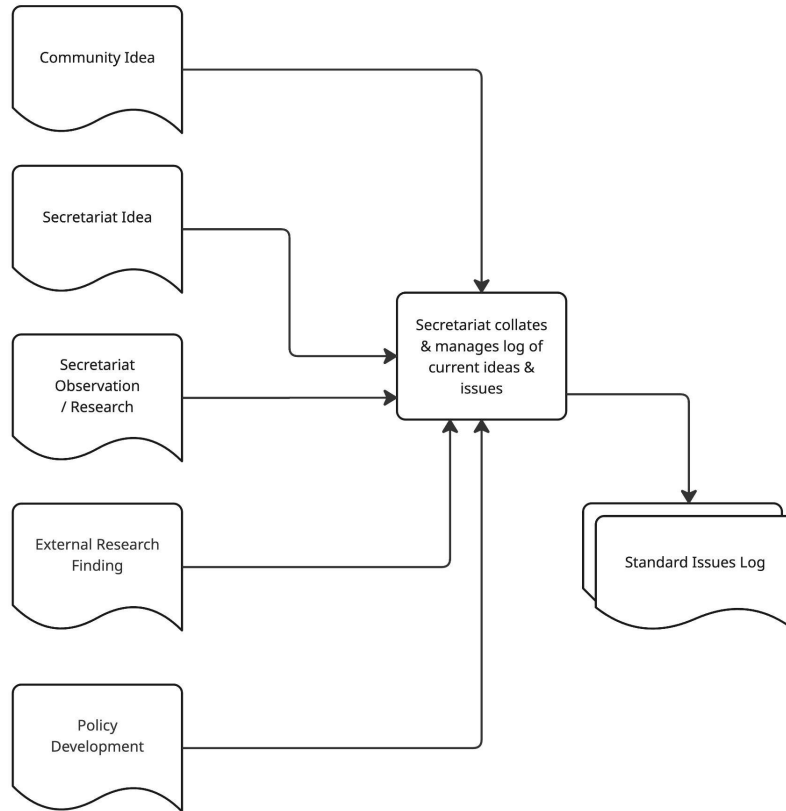 Community Idea
Secretariat Idea
Secretariat
Observation
/ Research
External Research
Finding
Policy
Development
Secretariat collates
& manages log of
current ideas &
issues
Standard Issues Log